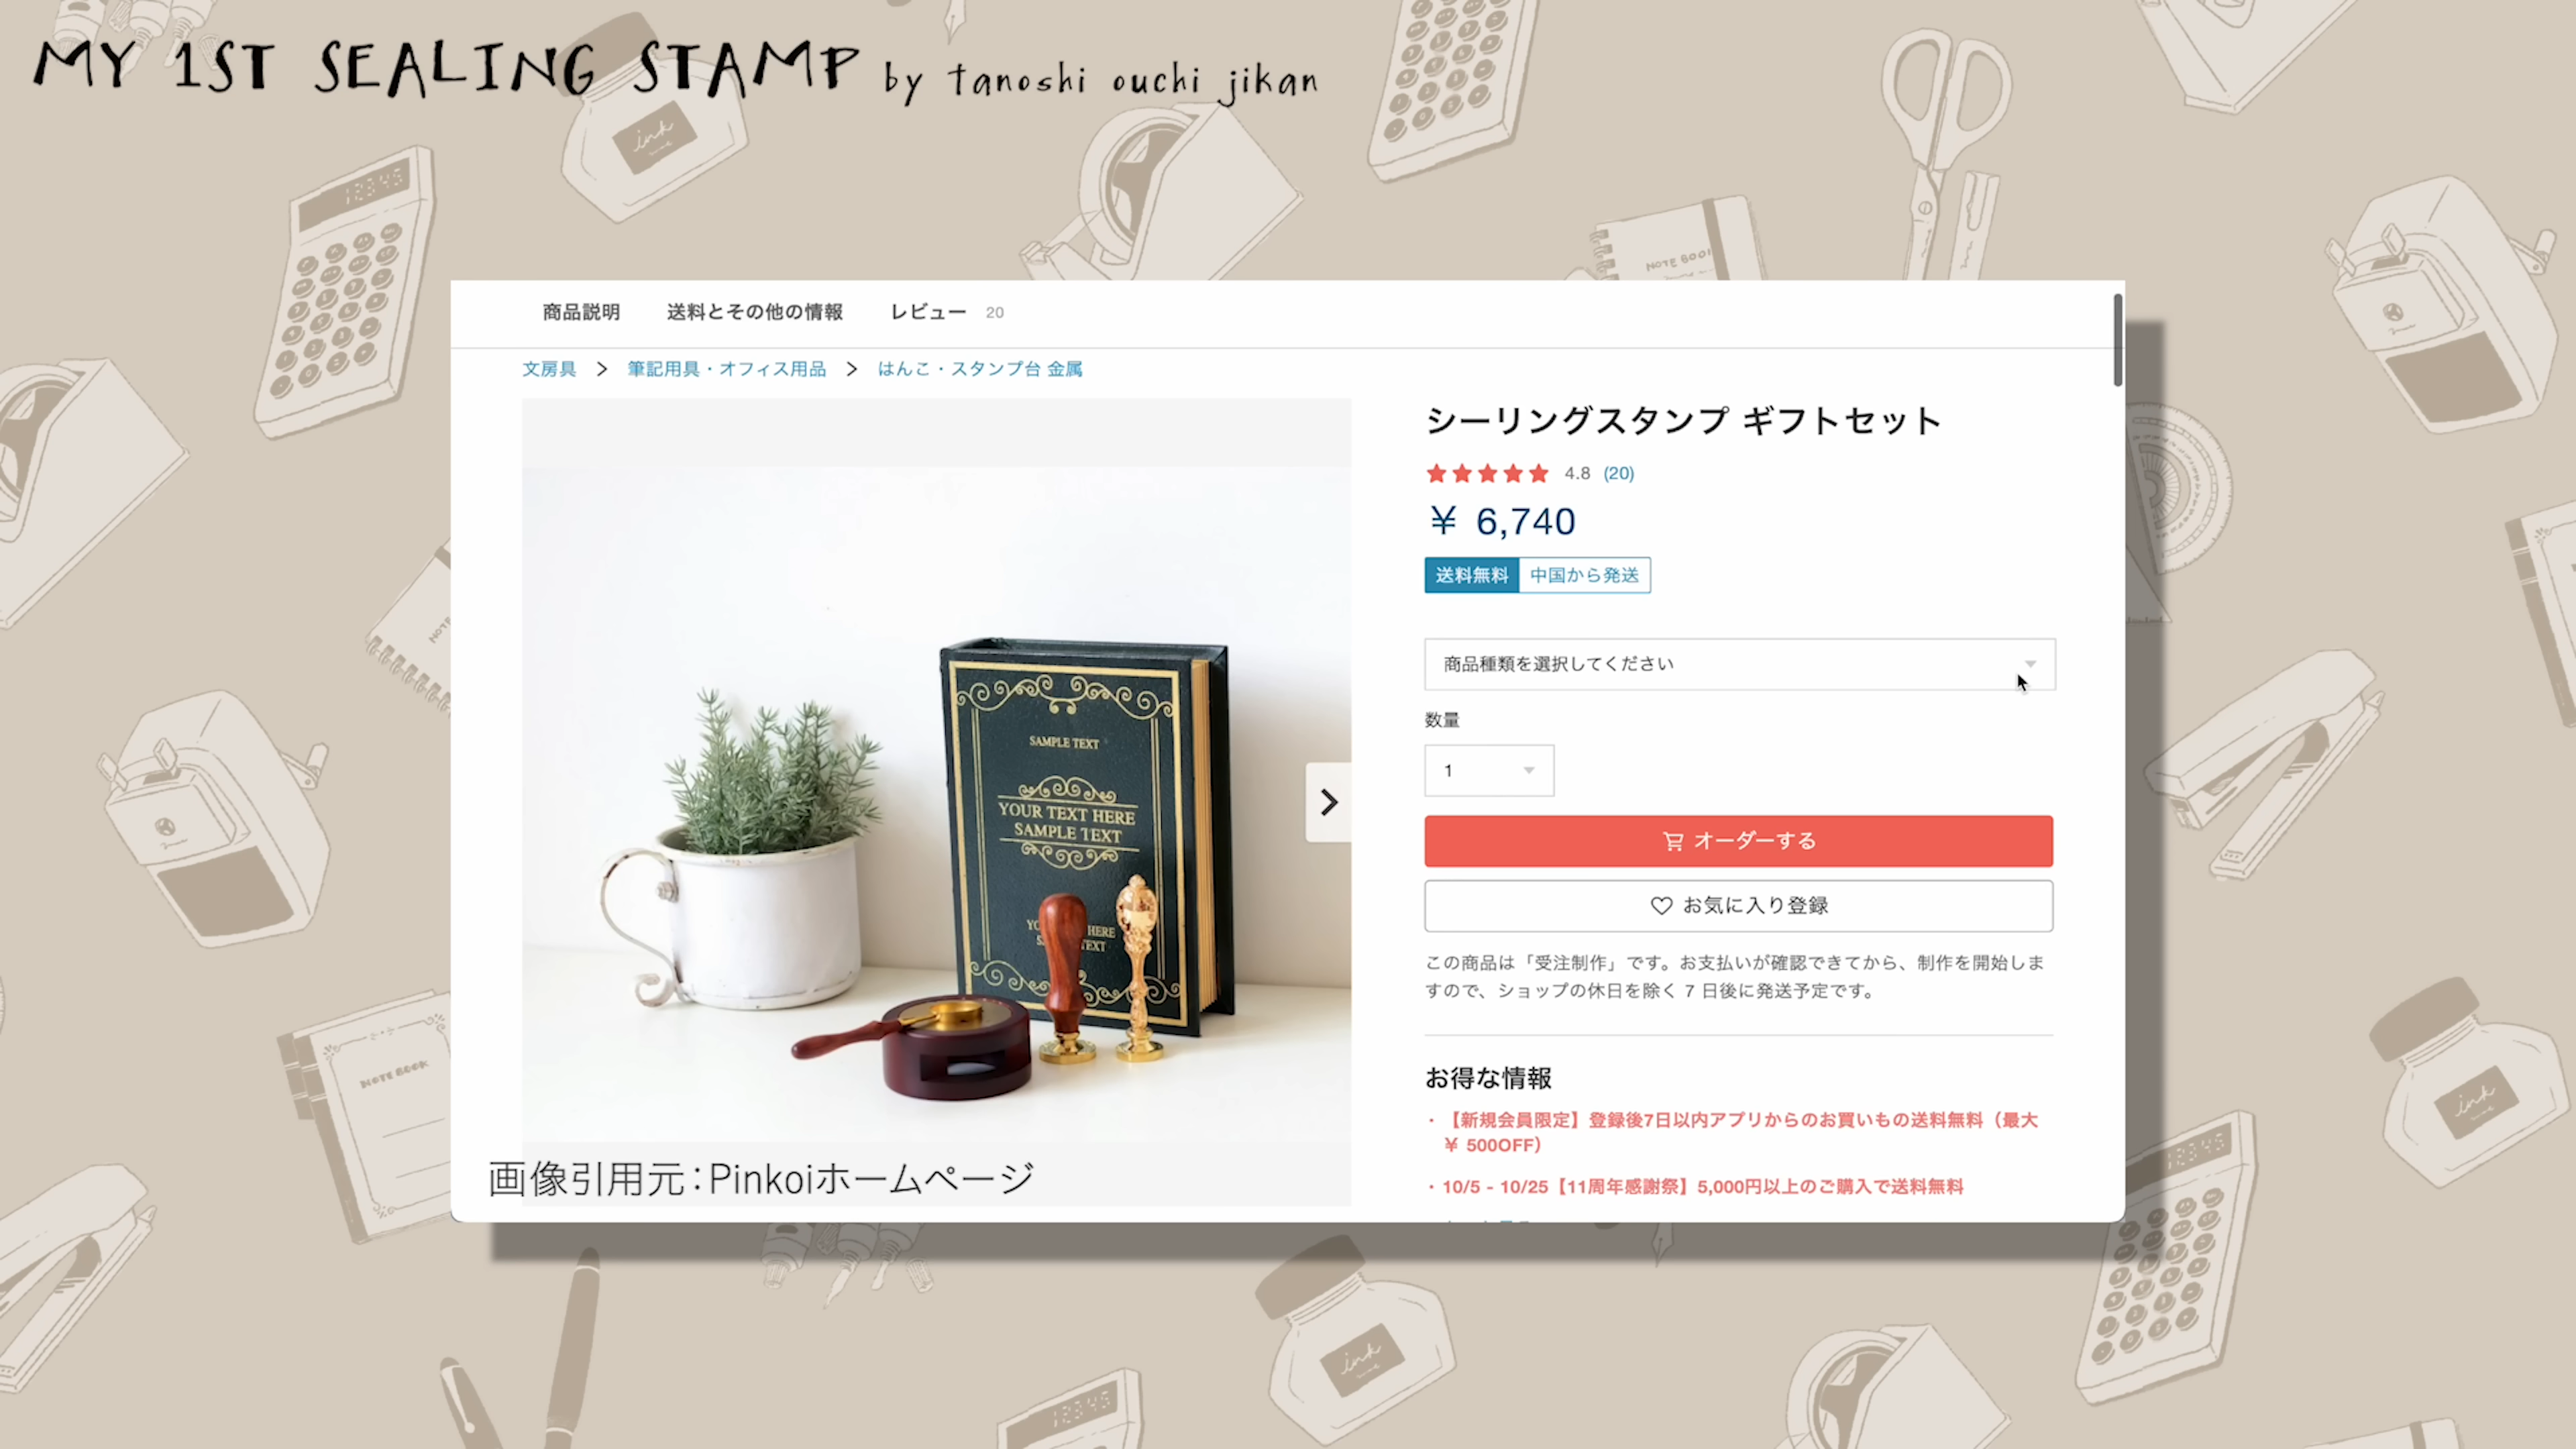 MY 1ST SEALING STAMP by tanoshi ouchi jikan
商品説明 送料とその他の情報 レビュー 20
文房具 > 筆記用具・オフィス用品 > はんこ・スタンプ台 金属
シーリングスタンプ ギフトセット
4.8 (20)
¥ 6,740
送料無料 中国から発送
商品種類を選択してください
数量
1
オーダーする
お気に入り登録
この商品は「受注制作」です。お支払いが確認できてから、制作を開始しま
すので、ショップの休日を除く 7 日後に発送予定です。
お得な情報
・【新規会員限定】登録後7日以内アプリからのお買いもの送料無料（最大
¥ 500OFF）
・10/5 - 10/25【11周年感謝祭】5,000円以上のご購入で送料無料
SAMPLE TEXT
YOUR TEXT HERE
SAMPLE TEXT
HERE
TEXT
画像引用元：Pinkoiホームページ
ink
12345
NOTE BOOK
NOTE BOOK
ink
ink
12345
12345